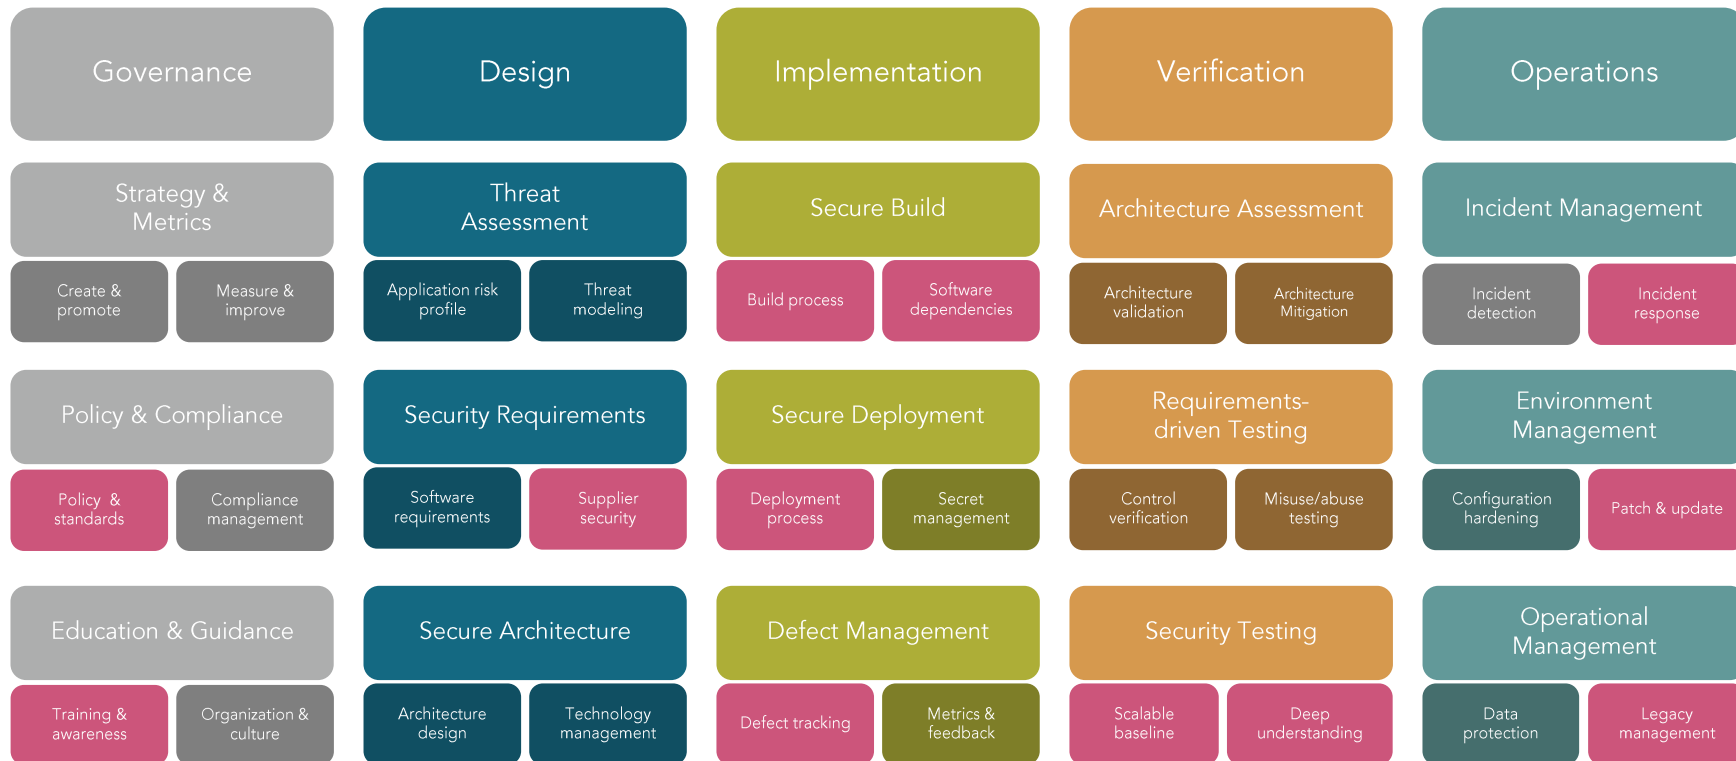 Governance
Design
Implementation
Verification
Operations
Strategy &
Metrics
Threat
Assessment
Secure Build
Architecture Assessment
Incident Management
Create &
promote
Measure &
improve
Application risk
profile
Threat
modeling
Build process
Software
dependencies
Architecture
validation
Architecture
Mitigation
Incident
detection
Incident
response
Policy & Compliance
Security Requirements
Secure Deployment
Requirements-
driven Testing
Environment
Management
Policy &
standards
Compliance
management
Software
requirements
Supplier
security
Deployment
process
Secret
management
Control
verification
Misuse/abuse
testing
Configuration
hardening
Patch & update
Education & Guidance
Secure Architecture
Defect Management
Security Testing
Operational
Management
Training &
awareness
Organization &
culture
Architecture
design
Technology
management
Defect tracking
Metrics &
feedback
Scalable
baseline
Deep
understanding
Data
protection
Legacy
management